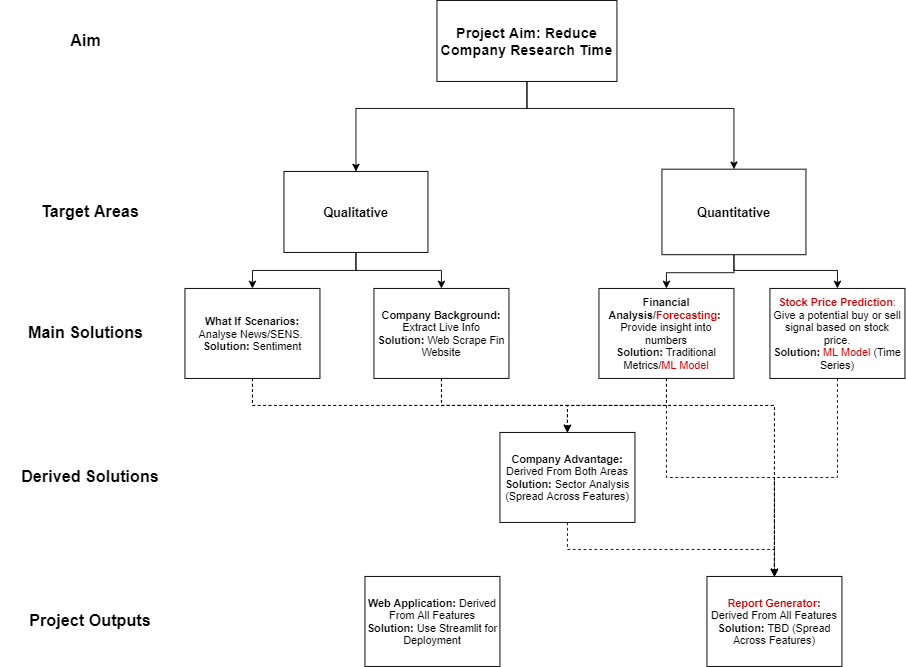 Aim
Project Aim: Reduce
Company Research Time
Target Areas
Qualitative
Quantitative
Main Solutions
What If Scenarios:
Analyse News/SENS.
Solution: Sentiment
Company Background:
Extract Live Info
Solution: Web Scrape Fin
Website
Financial
Analysis/Forecasting:
Provide insight into
numbers
Solution: Traditional
Metrics/ML Model
Stock Price Prediction:
Give a potential buy or sell
signal based on stock
price.
Solution: ML Model (Time
Series)
Derived Solutions
Company Advantage:
Derived From Both Areas
Solution: Sector Analysis
(Spread Across Features)
Project Outputs
Web Application: Derived
From All Features
Solution: Use Streamlit for
Deployment
Report Generator:
Derived From All Features
Solution: TBD (Spread
Across Features)